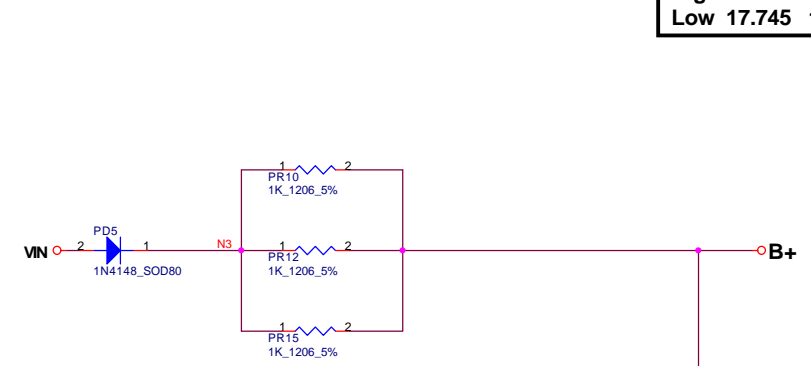 Low 17.745
1 2
PR10
1K_1206_5%
PD5
VIN 2 1 N3 1 2 B+
1N4148_SOD80
PR12
1K_1206_5%
1 2
PR15
1K_1206_5%